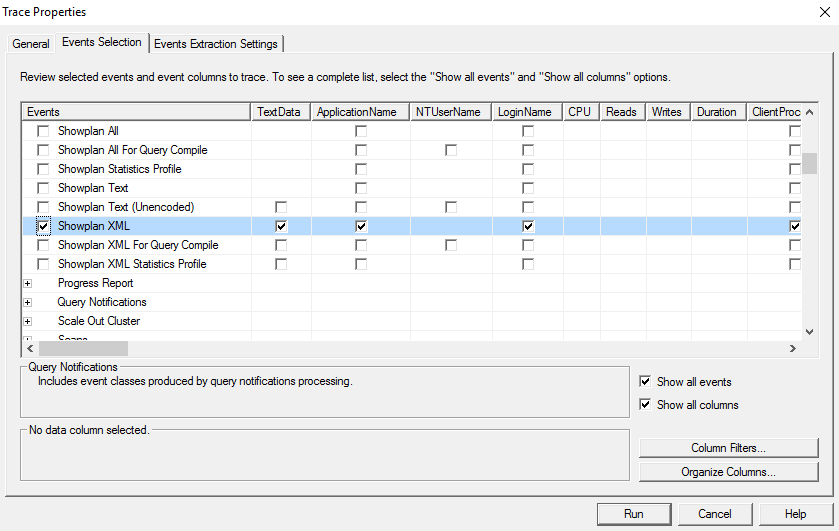 Trace Properties
General Events Selection Events Extraction Settings
Review selected events and event columns to trace. To see a complete list, select the "Show all events" and "Show all columns" options.
Events TextData ApplicationName NTUserName LoginName CPU Reads Writes Duration ClientProc
Showplan All
Showplan All For Query Compile
Showplan Statistics Profile
Showplan Text
Showplan Text (Unencoded)
Showplan XML
Showplan XML For Query Compile
Showplan XML Statistics Profile
Progress Report
Query Notifications
Scale Out Cluster
Scans
Query Notifications
Includes event classes produced by query notifications processing.
Show all events
Show all columns
No data column selected.
Column Filters...
Organize Columns...
Run Cancel Help